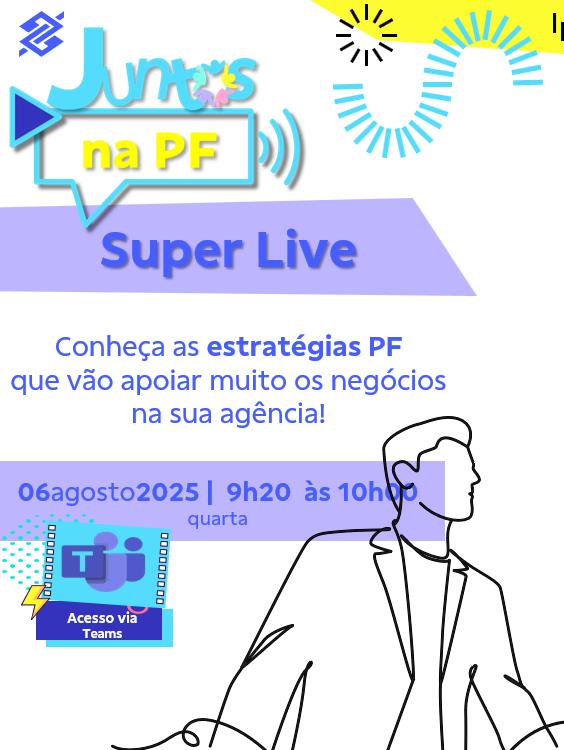 Juntos
na PF
Super Live
Conheça as estratégias PF
que vão apoiar muito os negócios
na sua agência!
06agosto2025 | 9h20 às 10h00
quarta
T
Acesso via
Teams